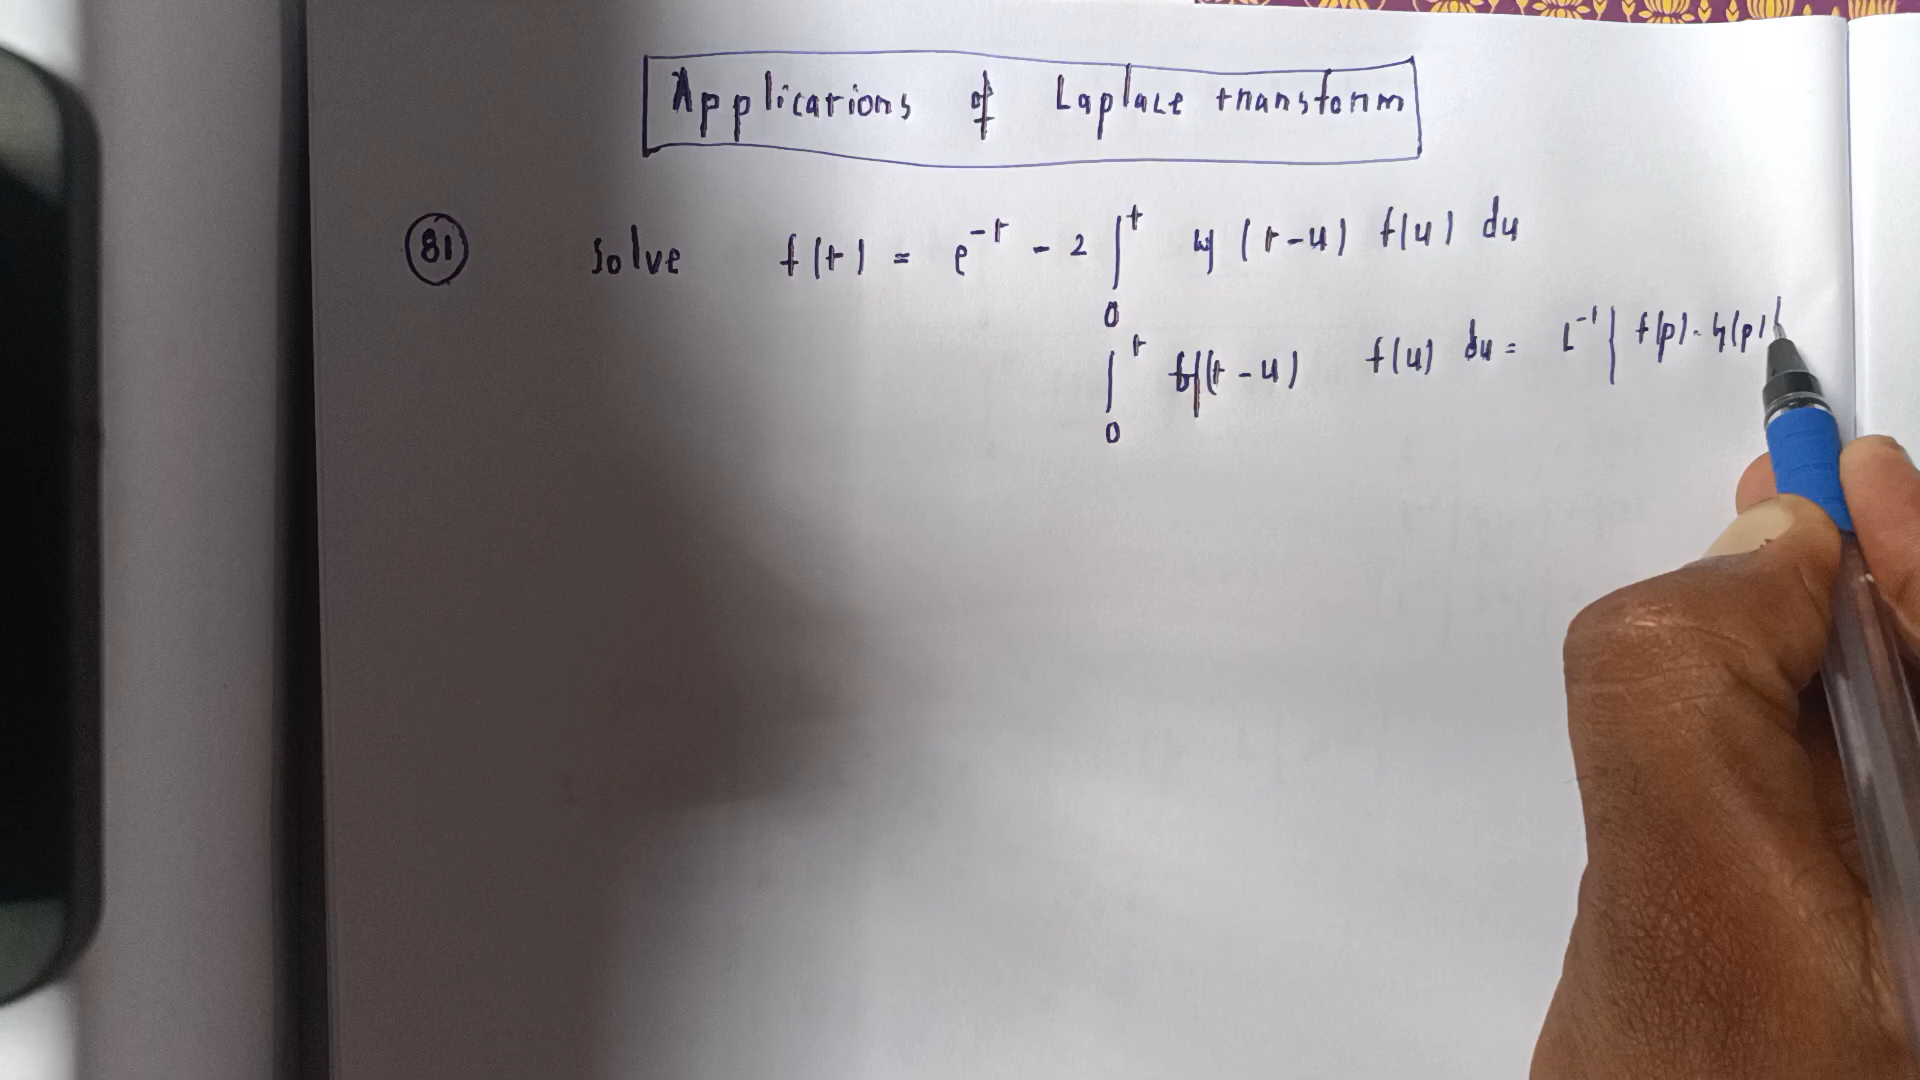 Applications of Laplace transform
81 Solve f(t) = e^-t - 2 ∫_0^t (t-u) f(u) du
∫_0^t (t-u) f(u) du = L^-1 { f(p). g(p) }